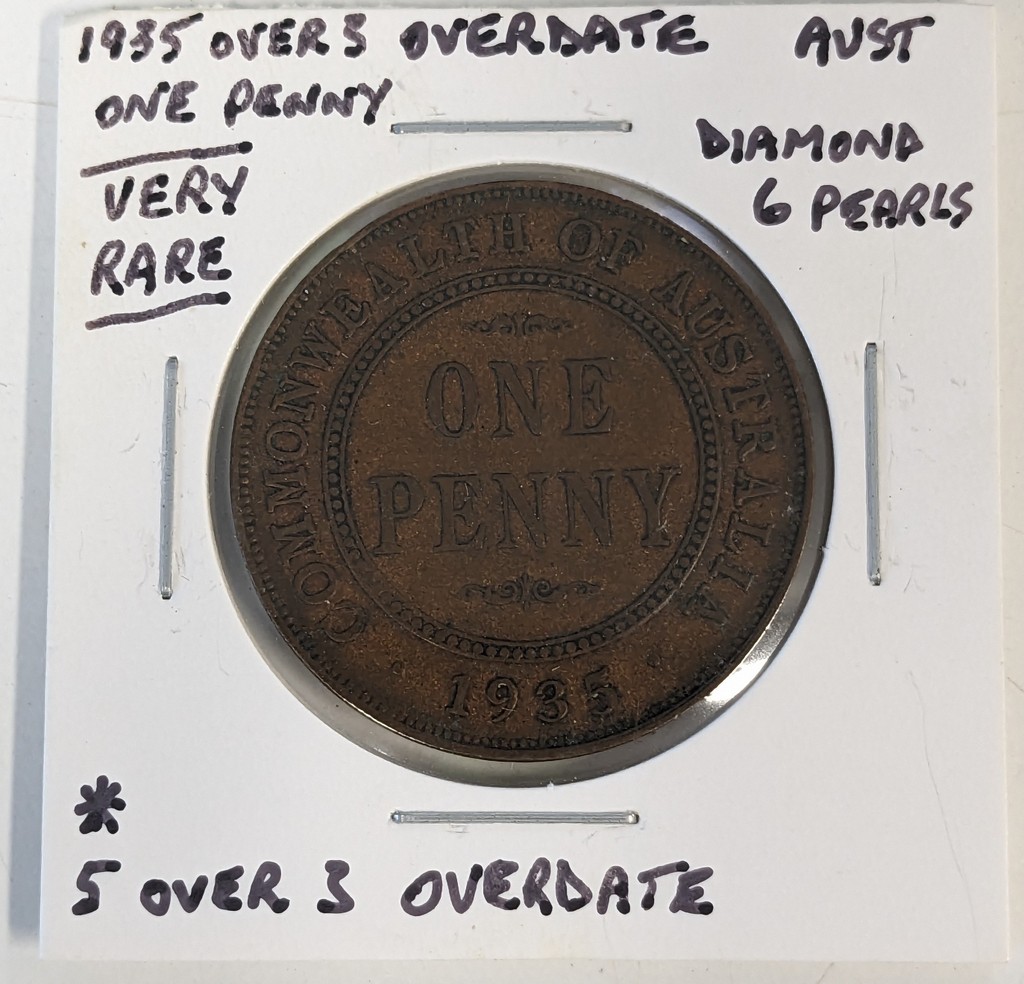 1935 OVER 3 OVERDATE AUST
ONE PENNY
DIAMOND
6 PEARLS
VERY
RARE
COMMONWEALTH OF AUSTRALIA
ONE
PENNY
1935
*
5 OVER 3 OVERDATE